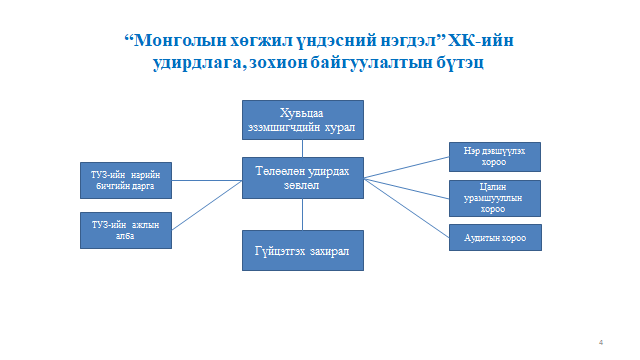 “Монголын хөгжил үндэсний нэгдэл” ХК-ийн
удирдлага, зохион байгуулалтын бүтэц
Хувьцаа
эзэмшигчдийн хурал
Төлөөлөн удирдах
зөвлөл
Гүйцэтгэх захирал
ТУЗ-ийн нарийн
бичгийн дарга
ТУЗ-ийн ажлын
алба
Нэр дэвшүүлэх
хороо
Цалин
урамшууллын
хороо
Аудитын хороо
4